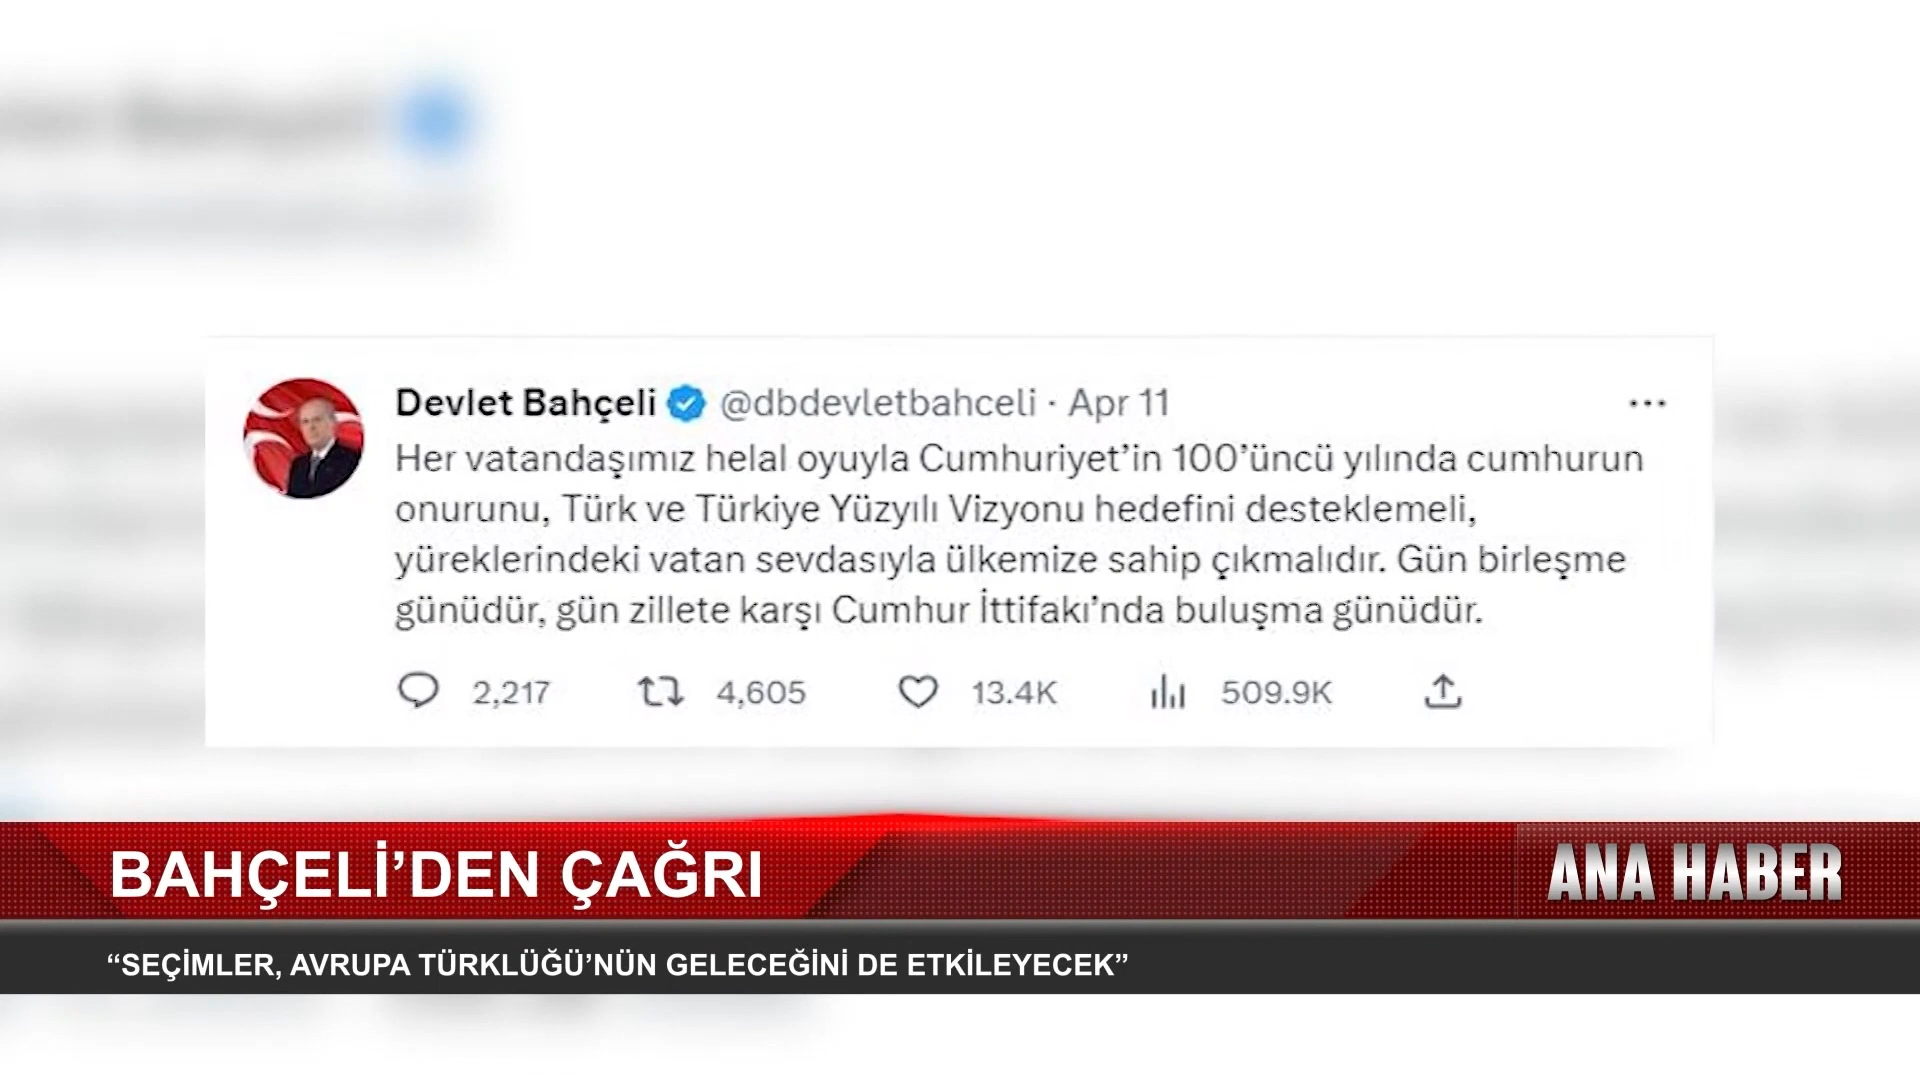 Devlet Bahçeli @dbdevletbahceli · Apr 11
Her vatandaşımız helal oyuyla Cumhuriyet’in 100’üncü yılında cumhurun
onurunu, Türk ve Türkiye Yüzyılı Vizyonu hedefini desteklemeli,
yüreklerindeki vatan sevdasıyla ülkemize sahip çıkmalıdır. Gün birleşme
günüdür, gün zillete karşı Cumhur İttifakı’nda buluşma günüdür.
2,217 4,605 13.4K 509.9K
BAHÇELİ’DEN ÇAĞRI
ANA HABER
“SEÇİMLER, AVRUPA TÜRKLÜĞÜ’NÜN GELECEĞİNİ DE ETKİLEYECEK”